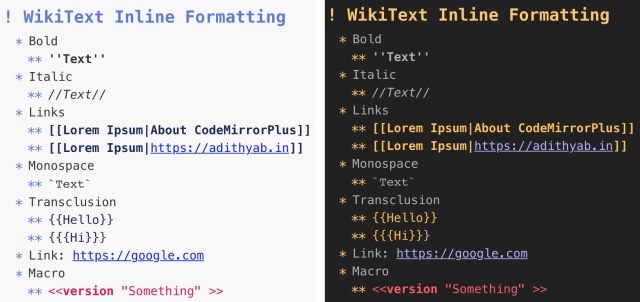 ! WikiText Inline Formatting
* Bold
** ''Text''
* Italic
** //Text//
* Links
** [[Lorem Ipsum|About CodeMirrorPlus]]
** [[Lorem Ipsum|https://adithyab.in]]
* Monospace
** `Text`
* Transclusion
** {{Hello}}
** {{{Hi}}}
* Link: https://google.com
* Macro
** <<version "Something" >>
! WikiText Inline Formatting
* Bold
** ''Text''
* Italic
** //Text//
* Links
** [[Lorem Ipsum|About CodeMirrorPlus]]
** [[Lorem Ipsum|https://adithyab.in]]
* Monospace
** `Text`
* Transclusion
** {{Hello}}
** {{{Hi}}}
* Link: https://google.com
* Macro
** <<version "Something" >>